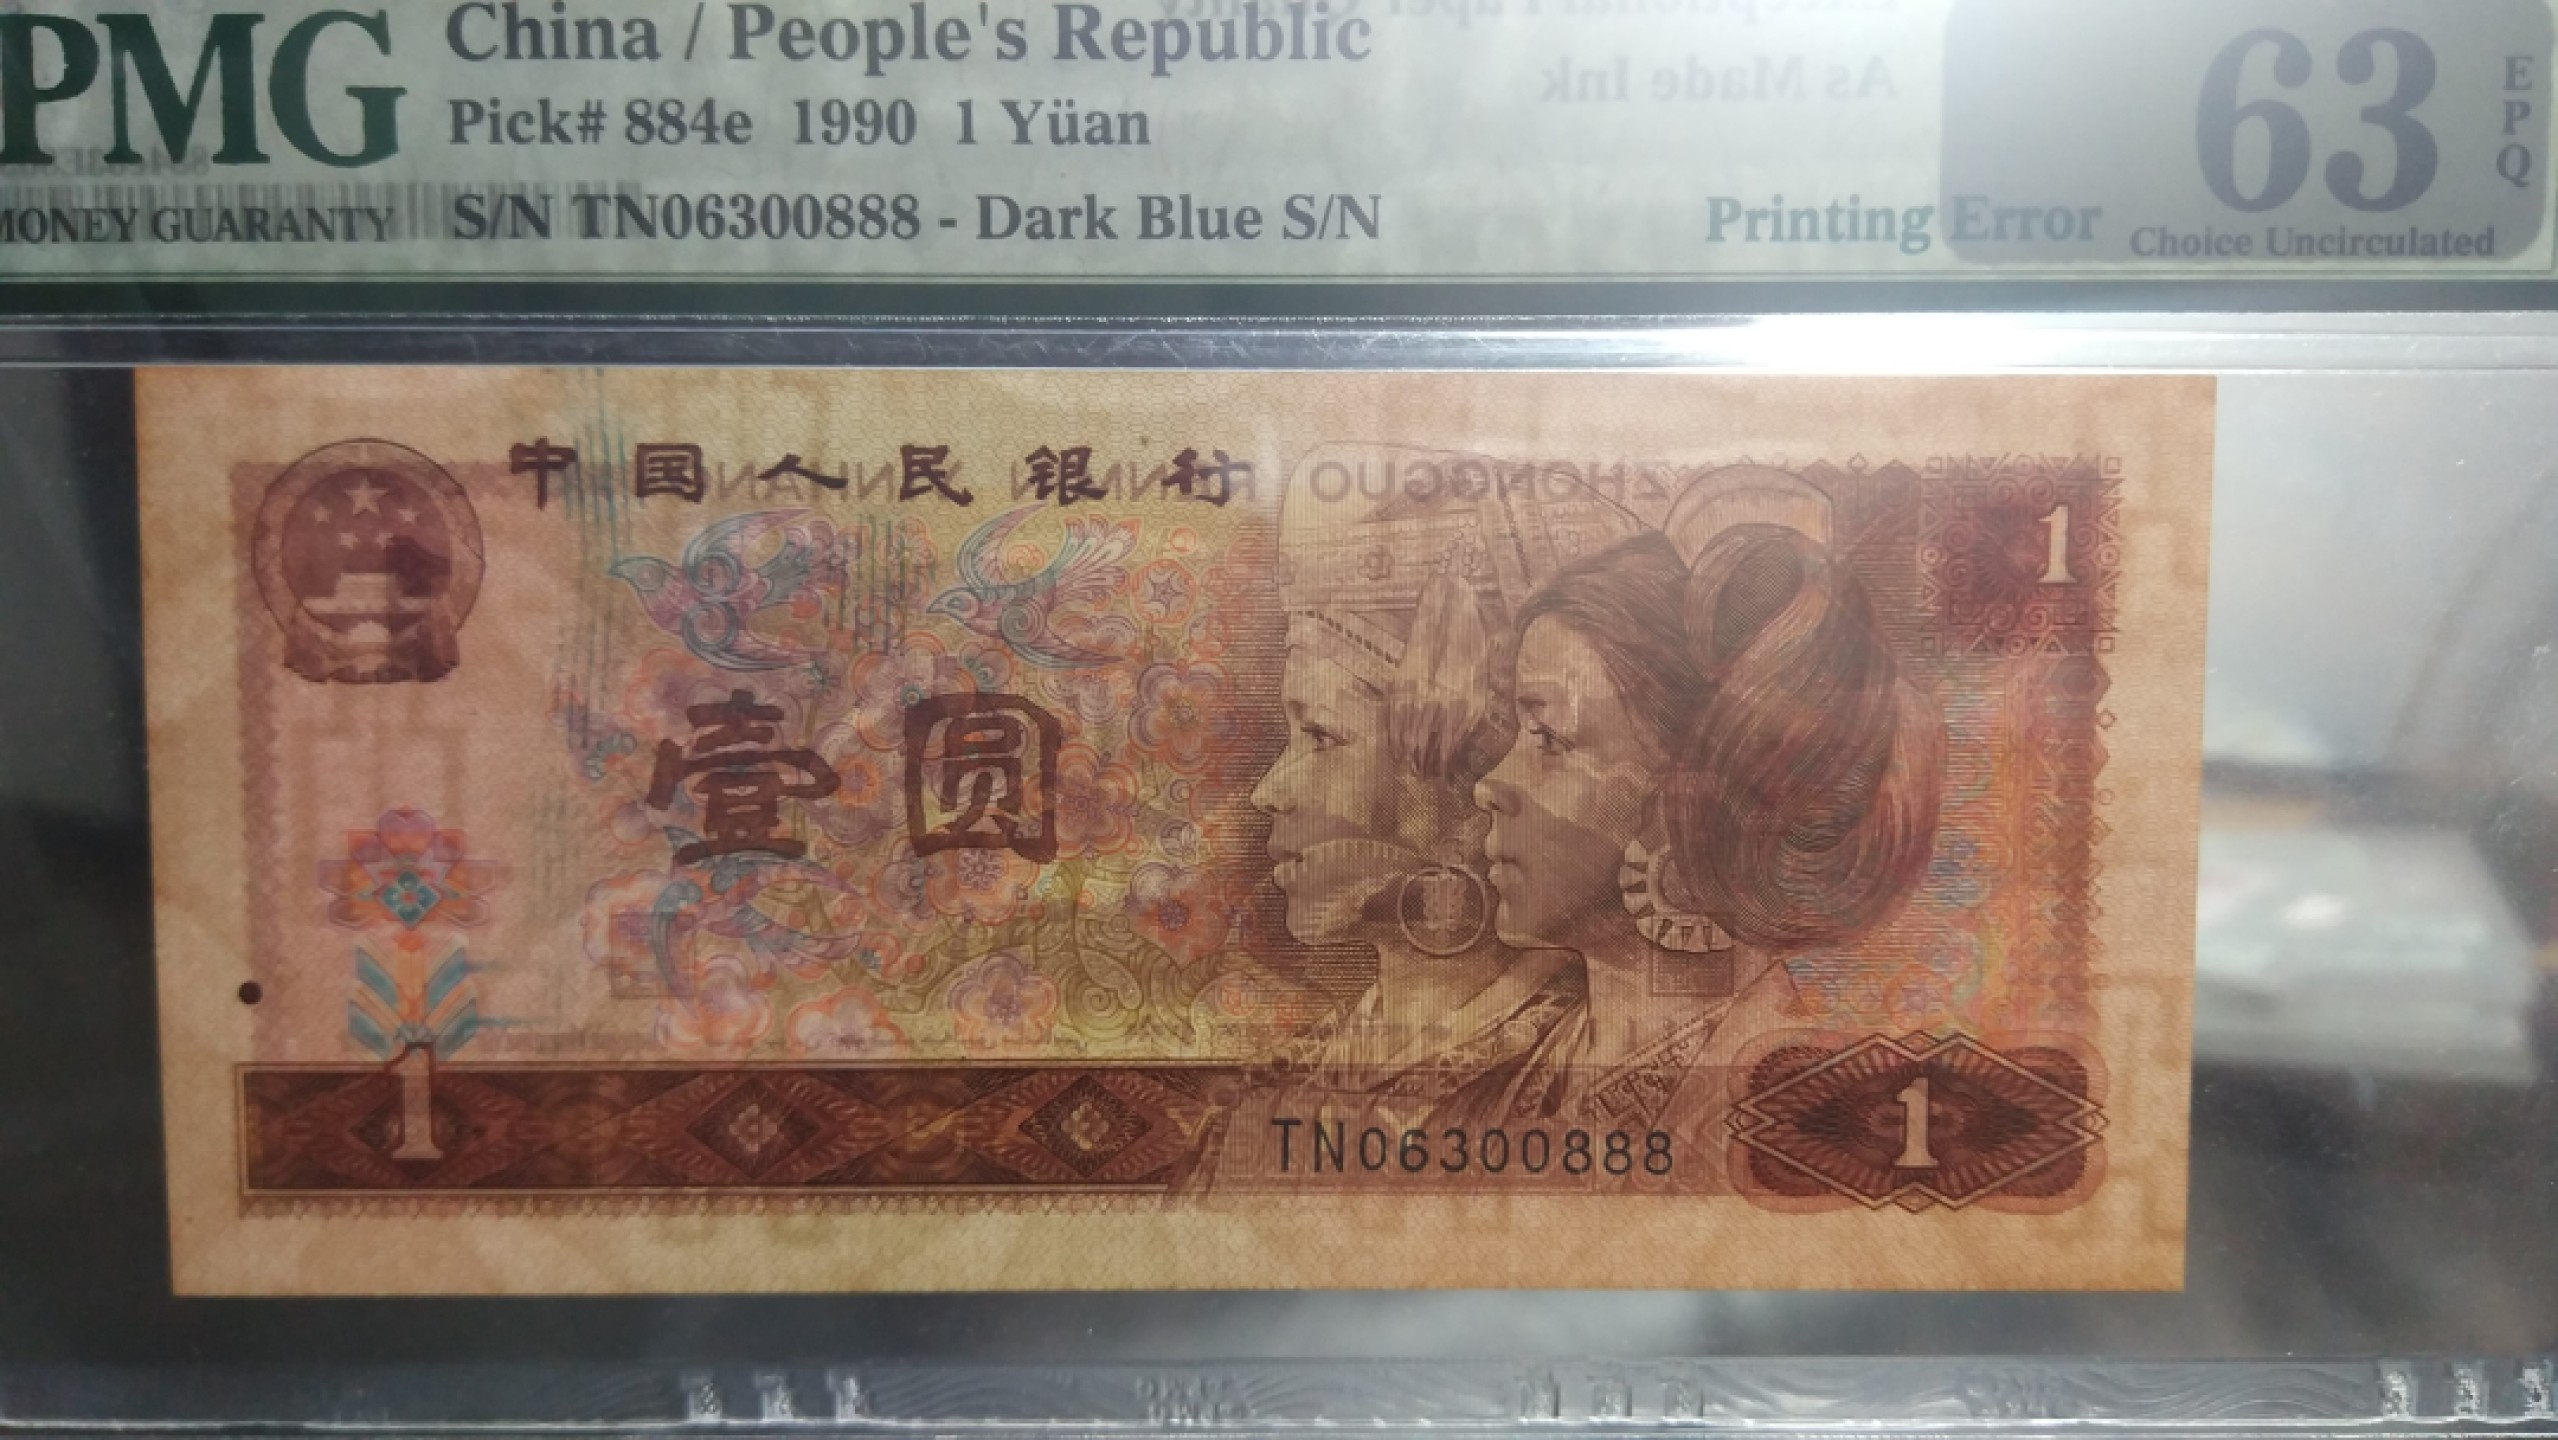 PMG
China / People's Republic
Pick# 884e 1990 1 Yüan
MONEY GUARANTY
S/N TN06300888 - Dark Blue S/N
Printing Error
63
EPQ
Choice Uncirculated
As Made Ink
中国人民银行
ZHONGGUO
1
壹圆
1
TN06300888
1